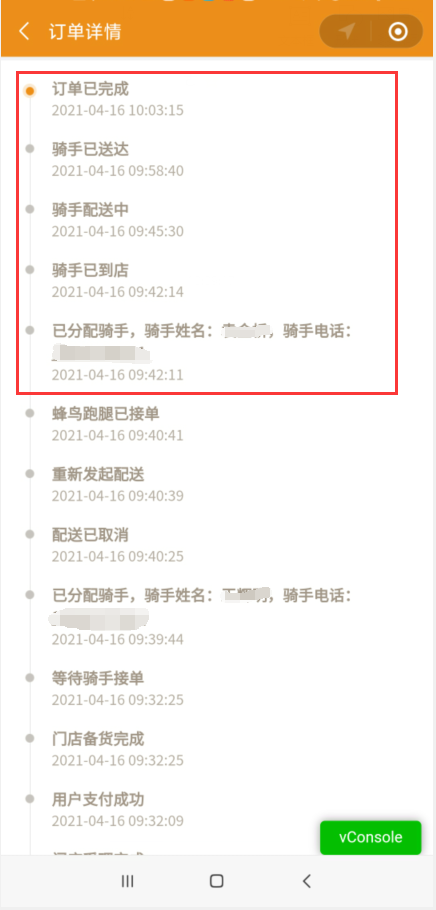 订单详情
订单已完成
2021-04-16 10:03:15
骑手已送达
2021-04-16 09:58:40
骑手配送中
2021-04-16 09:45:30
骑手已到店
2021-04-16 09:42:14
已分配骑手，骑手姓名：，骑手电话：
2021-04-16 09:42:11
蜂鸟跑腿已接单
2021-04-16 09:40:41
重新发起配送
2021-04-16 09:40:39
配送已取消
2021-04-16 09:40:25
已分配骑手，骑手姓名：，骑手电话：
2021-04-16 09:39:44
等待骑手接单
2021-04-16 09:32:25
门店备货完成
2021-04-16 09:32:25
用户支付成功
2021-04-16 09:32:09
vConsole